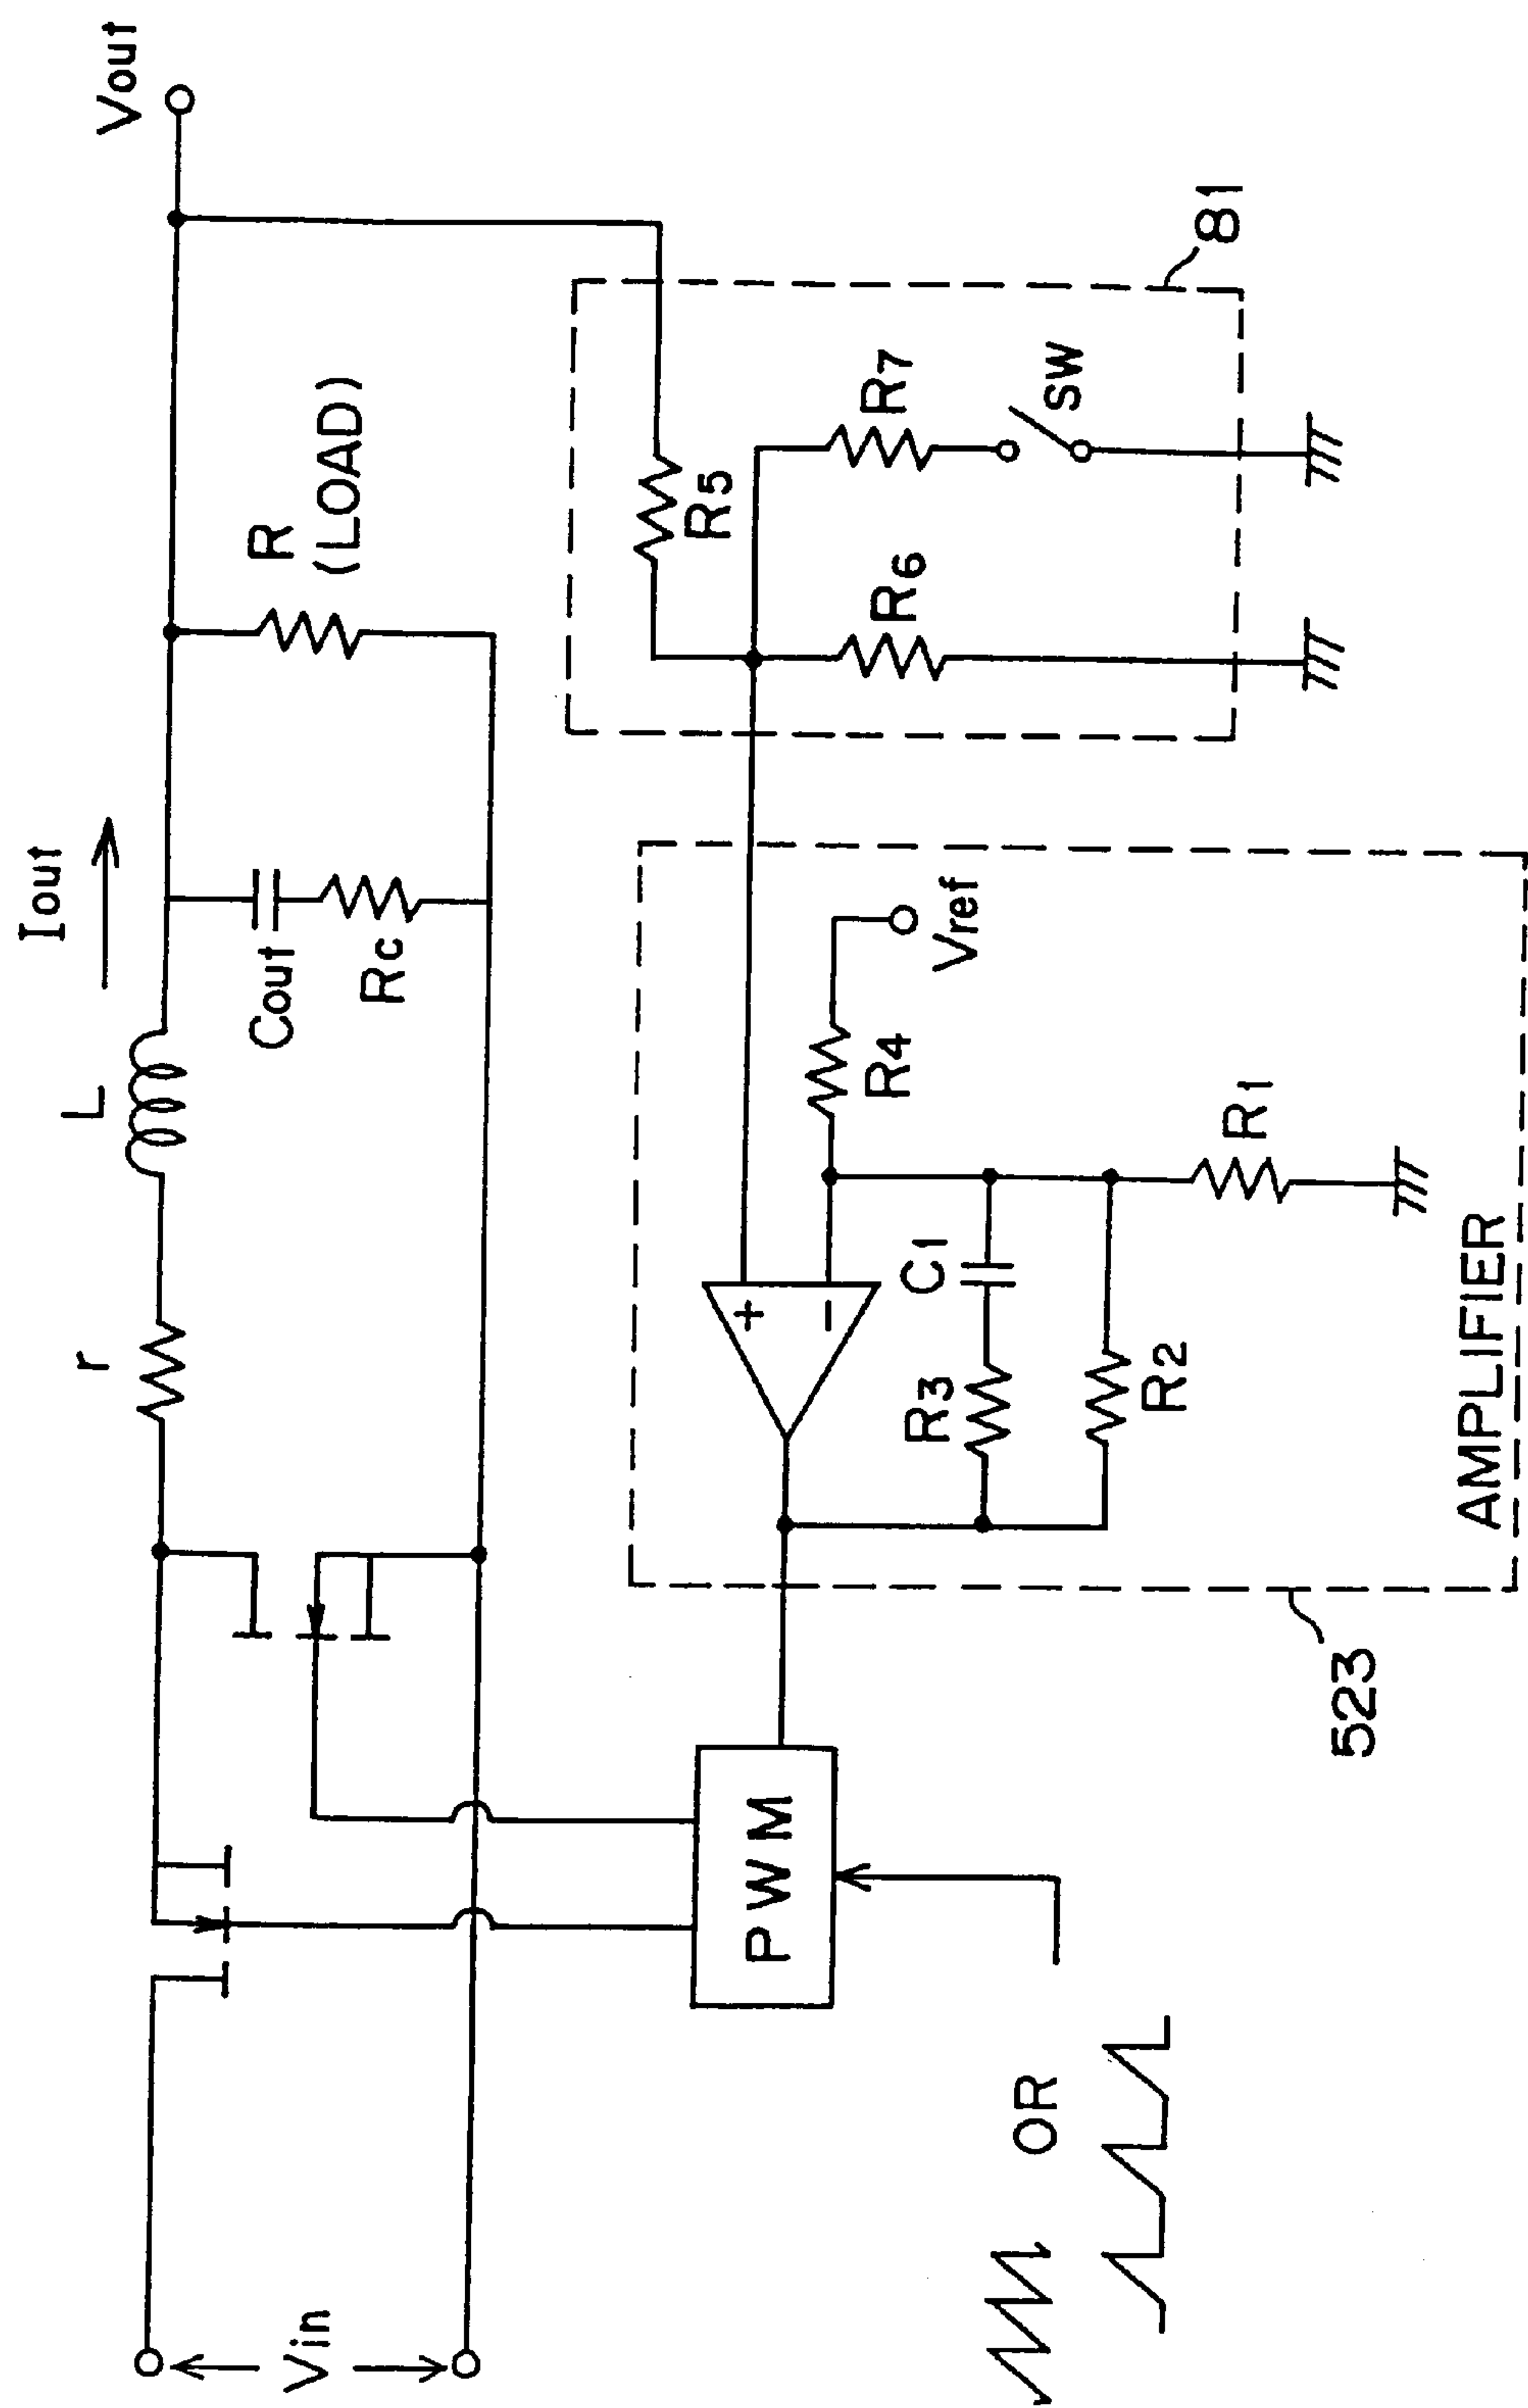 Iout
Vout
r
L
Cout
Rc
R
(LOAD)
Vin
PWM
+
−
Vref
R4
R5
R6
R7
SW
81
C1
R3
R2
R1
AMPLIFIER
523
OR